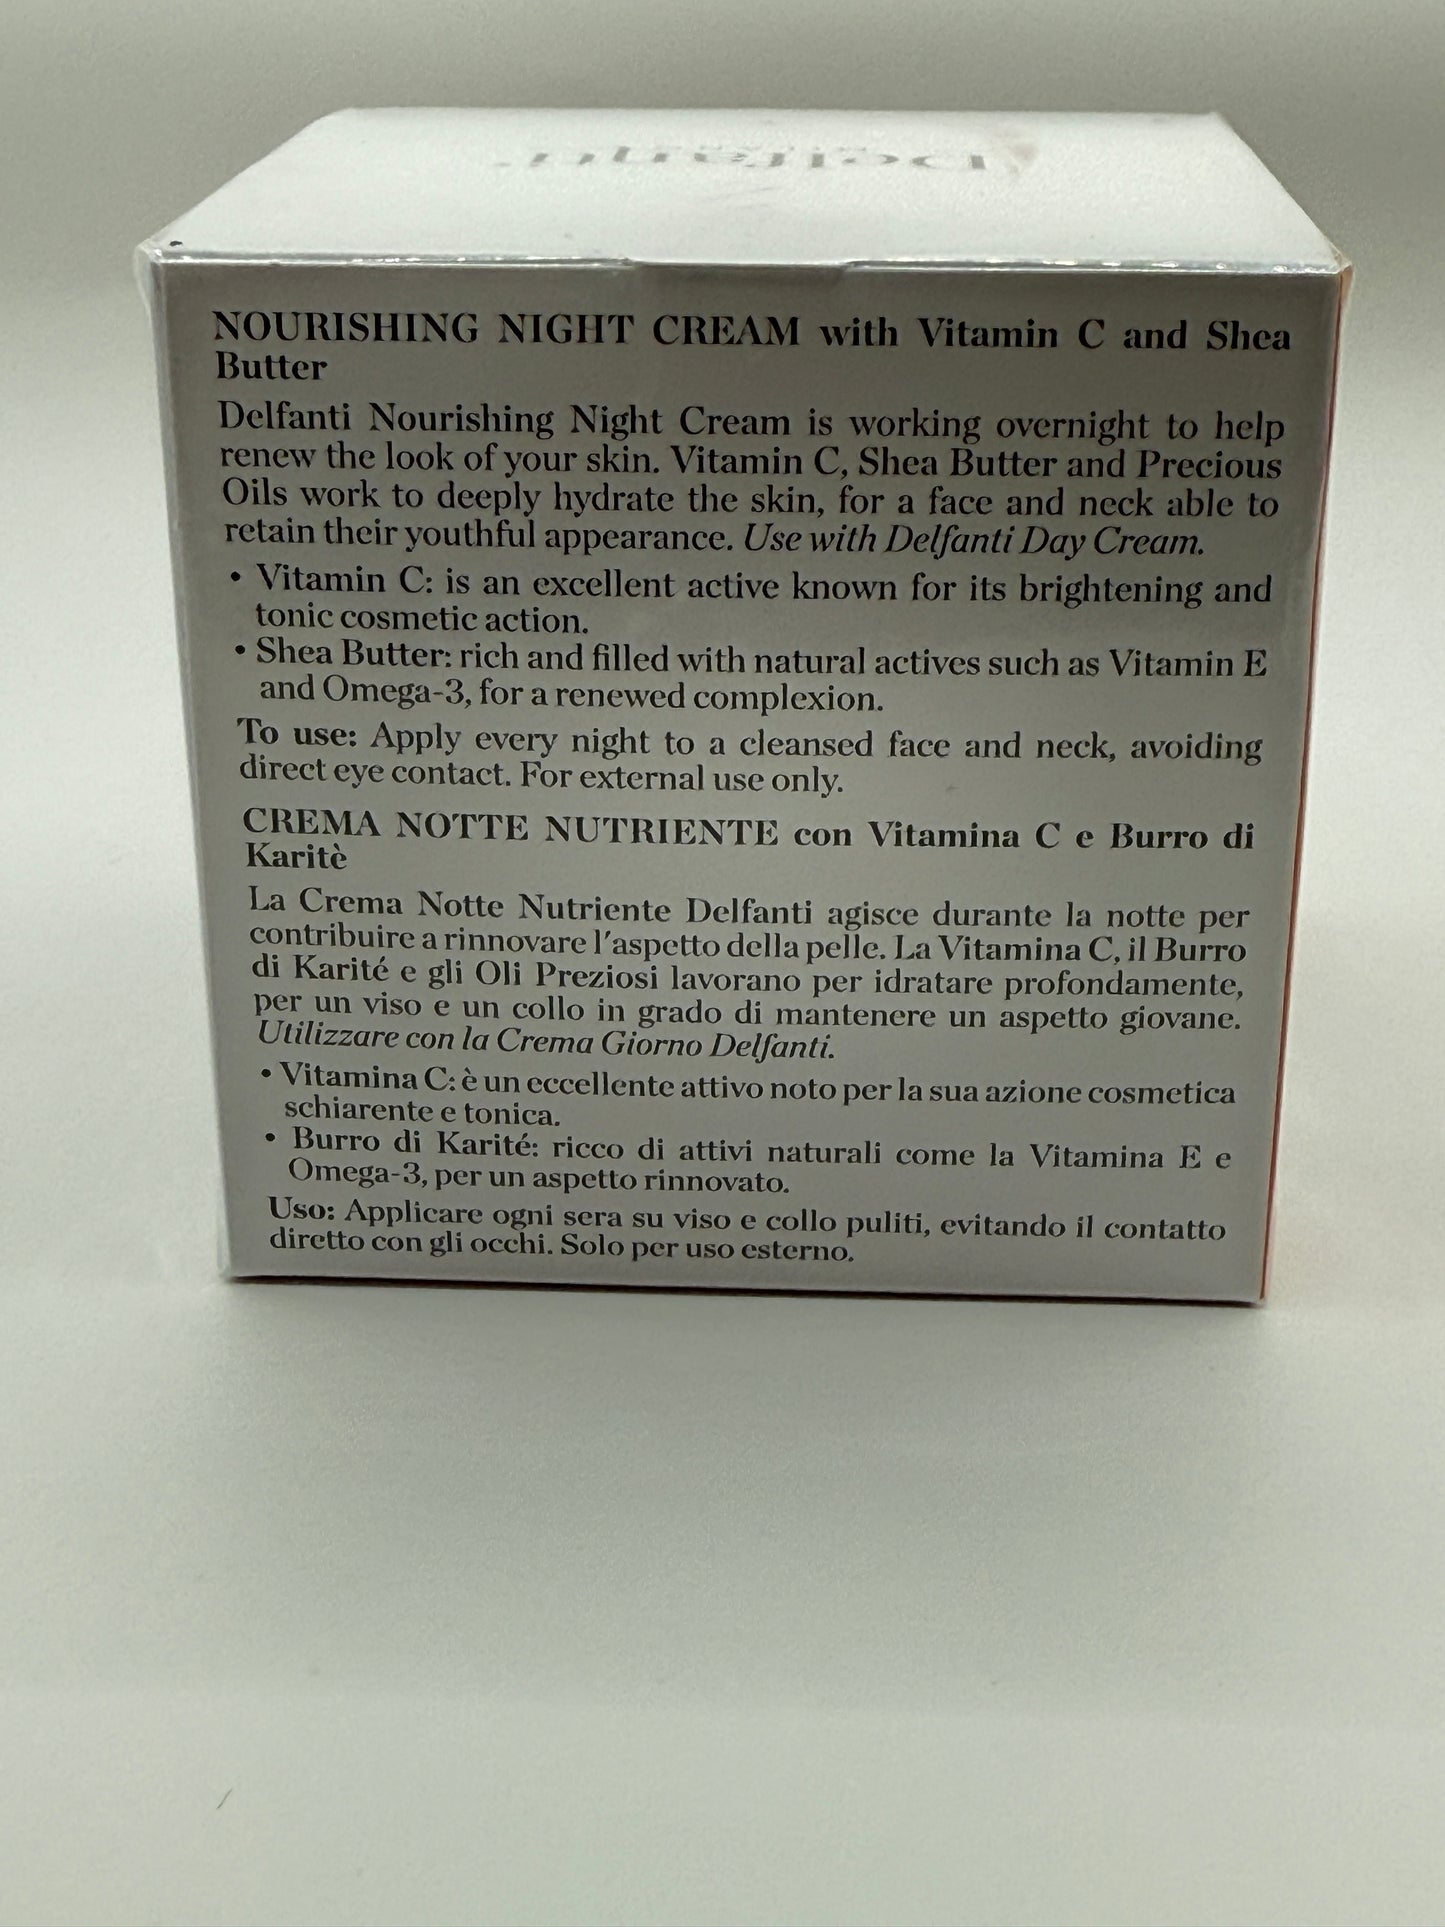 Delfanti.
NOURISHING NIGHT CREAM with Vitamin C and Shea
Butter
Delfanti Nourishing Night Cream is working overnight to help
renew the look of your skin. Vitamin C, Shea Butter and Precious
Oils work to deeply hydrate the skin, for a face and neck able to
retain their youthful appearance. Use with Delfanti Day Cream.
• Vitamin C: is an excellent active known for its brightening and
tonic cosmetic action.
• Shea Butter: rich and filled with natural actives such as Vitamin E
and Omega-3, for a renewed complexion.
To use: Apply every night to a cleansed face and neck, avoiding
direct eye contact. For external use only.
CREMA NOTTE NUTRIENTE con Vitamina C e Burro di
Karitè
La Crema Notte Nutriente Delfanti agisce durante la notte per
contribuire a rinnovare l'aspetto della pelle. La Vitamina C, il Burro
di Karité e gli Oli Preziosi lavorano per idratare profondamente,
per un viso e un collo in grado di mantenere un aspetto giovane.
Utilizzare con la Crema Giorno Delfanti.
• Vitamina C: è un eccellente attivo noto per la sua azione cosmetica
schiarente e tonica.
• Burro di Karité: ricco di attivi naturali come la Vitamina E e
Omega-3, per un aspetto rinnovato.
Uso: Applicare ogni sera su viso e collo puliti, evitando il contatto
diretto con gli occhi. Solo per uso esterno.